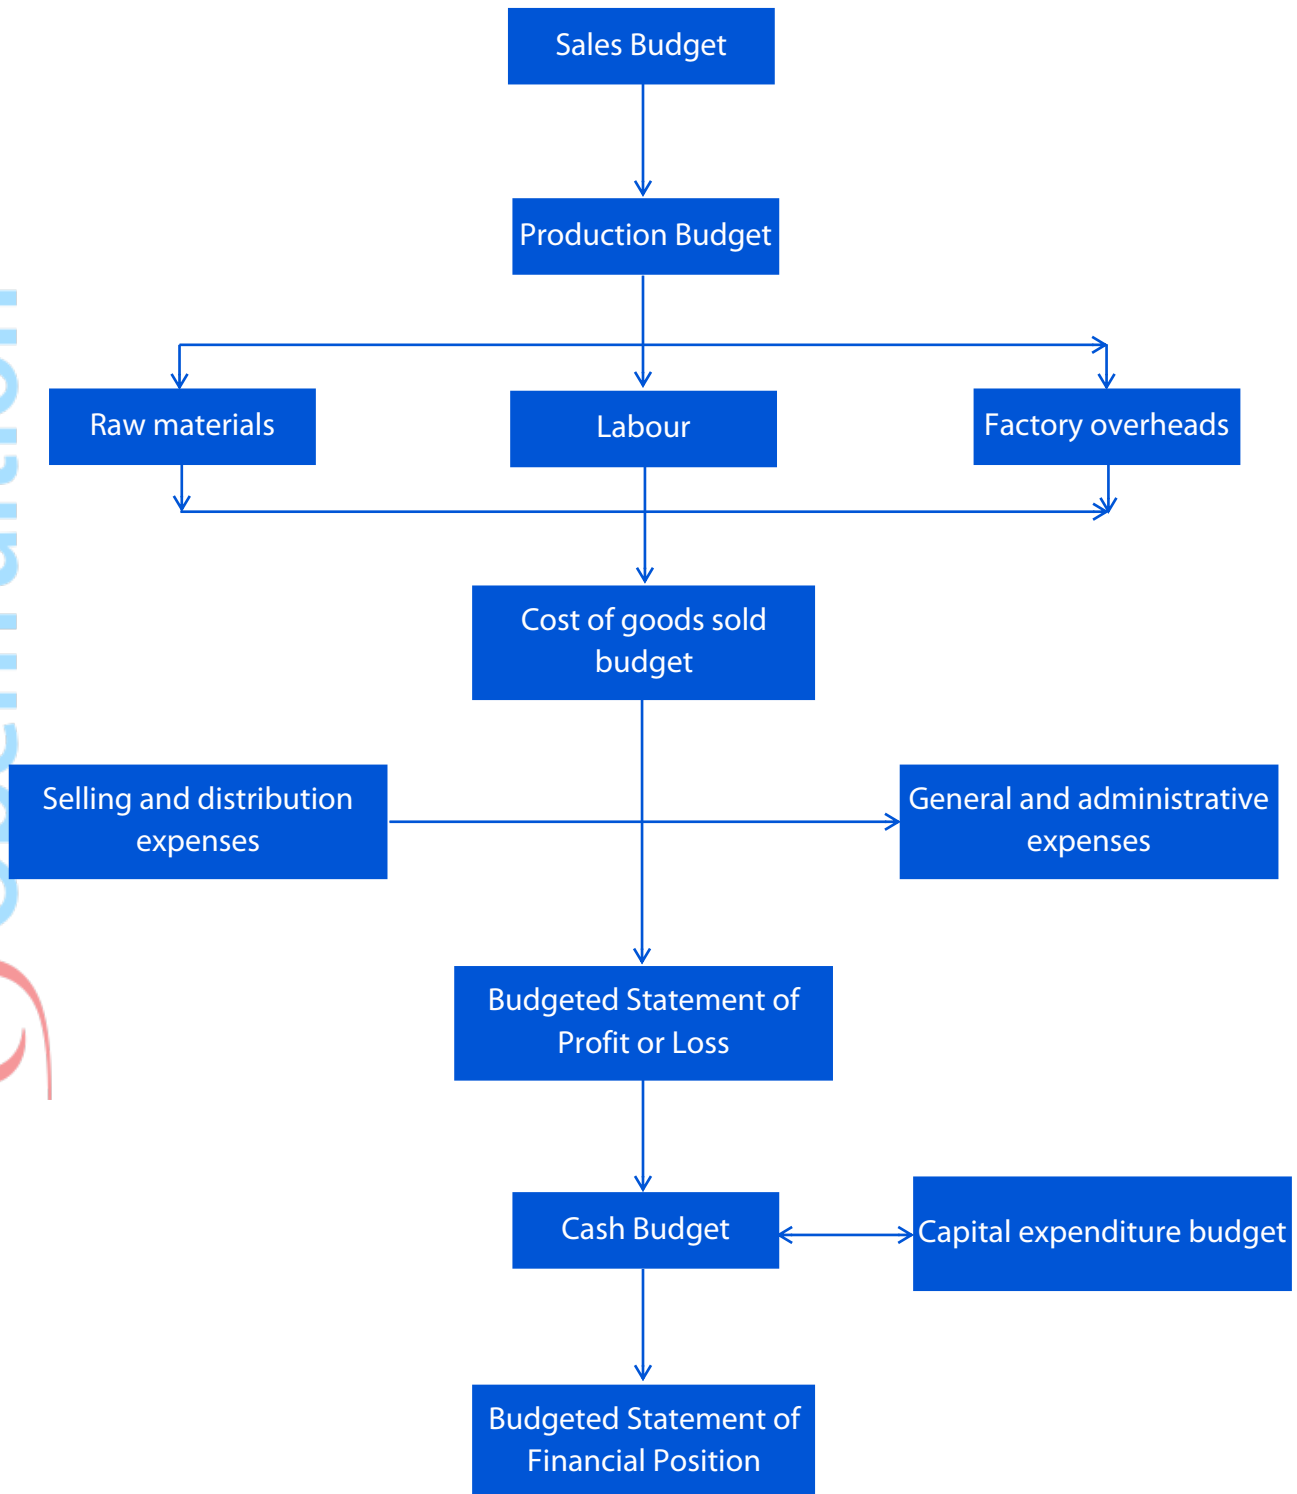 Sales Budget
Production Budget
Raw materials
Labour
Factory overheads
Cost of goods sold
budget
Selling and distribution
expenses
General and administrative
expenses
Budgeted Statement of
Profit or Loss
Cash Budget
Capital expenditure budget
Budgeted Statement of
Financial Position